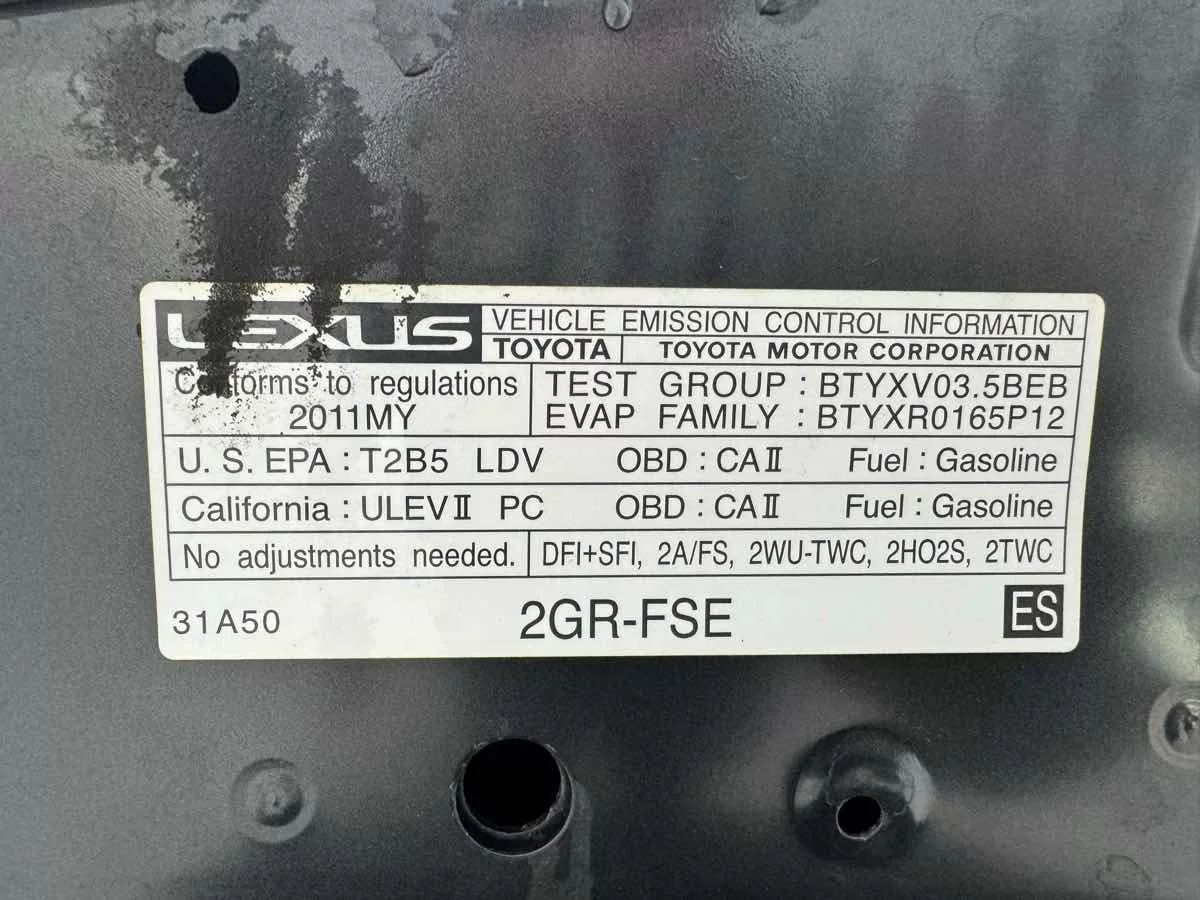 LEXUS VEHICLE EMISSION CONTROL INFORMATION
TOYOTA TOYOTA MOTOR CORPORATION
Conforms to regulations TEST GROUP : BTYXV03.5BEB
2011MY EVAP FAMILY : BTYXR0165P12
U. S. EPA : T2B5 LDV OBD : CAⅡ Fuel : Gasoline
California : ULEVⅡ PC OBD : CAⅡ Fuel : Gasoline
No adjustments needed. DFI+SFI, 2A/FS, 2WU-TWC, 2HO2S, 2TWC
31A50 2GR-FSE ES